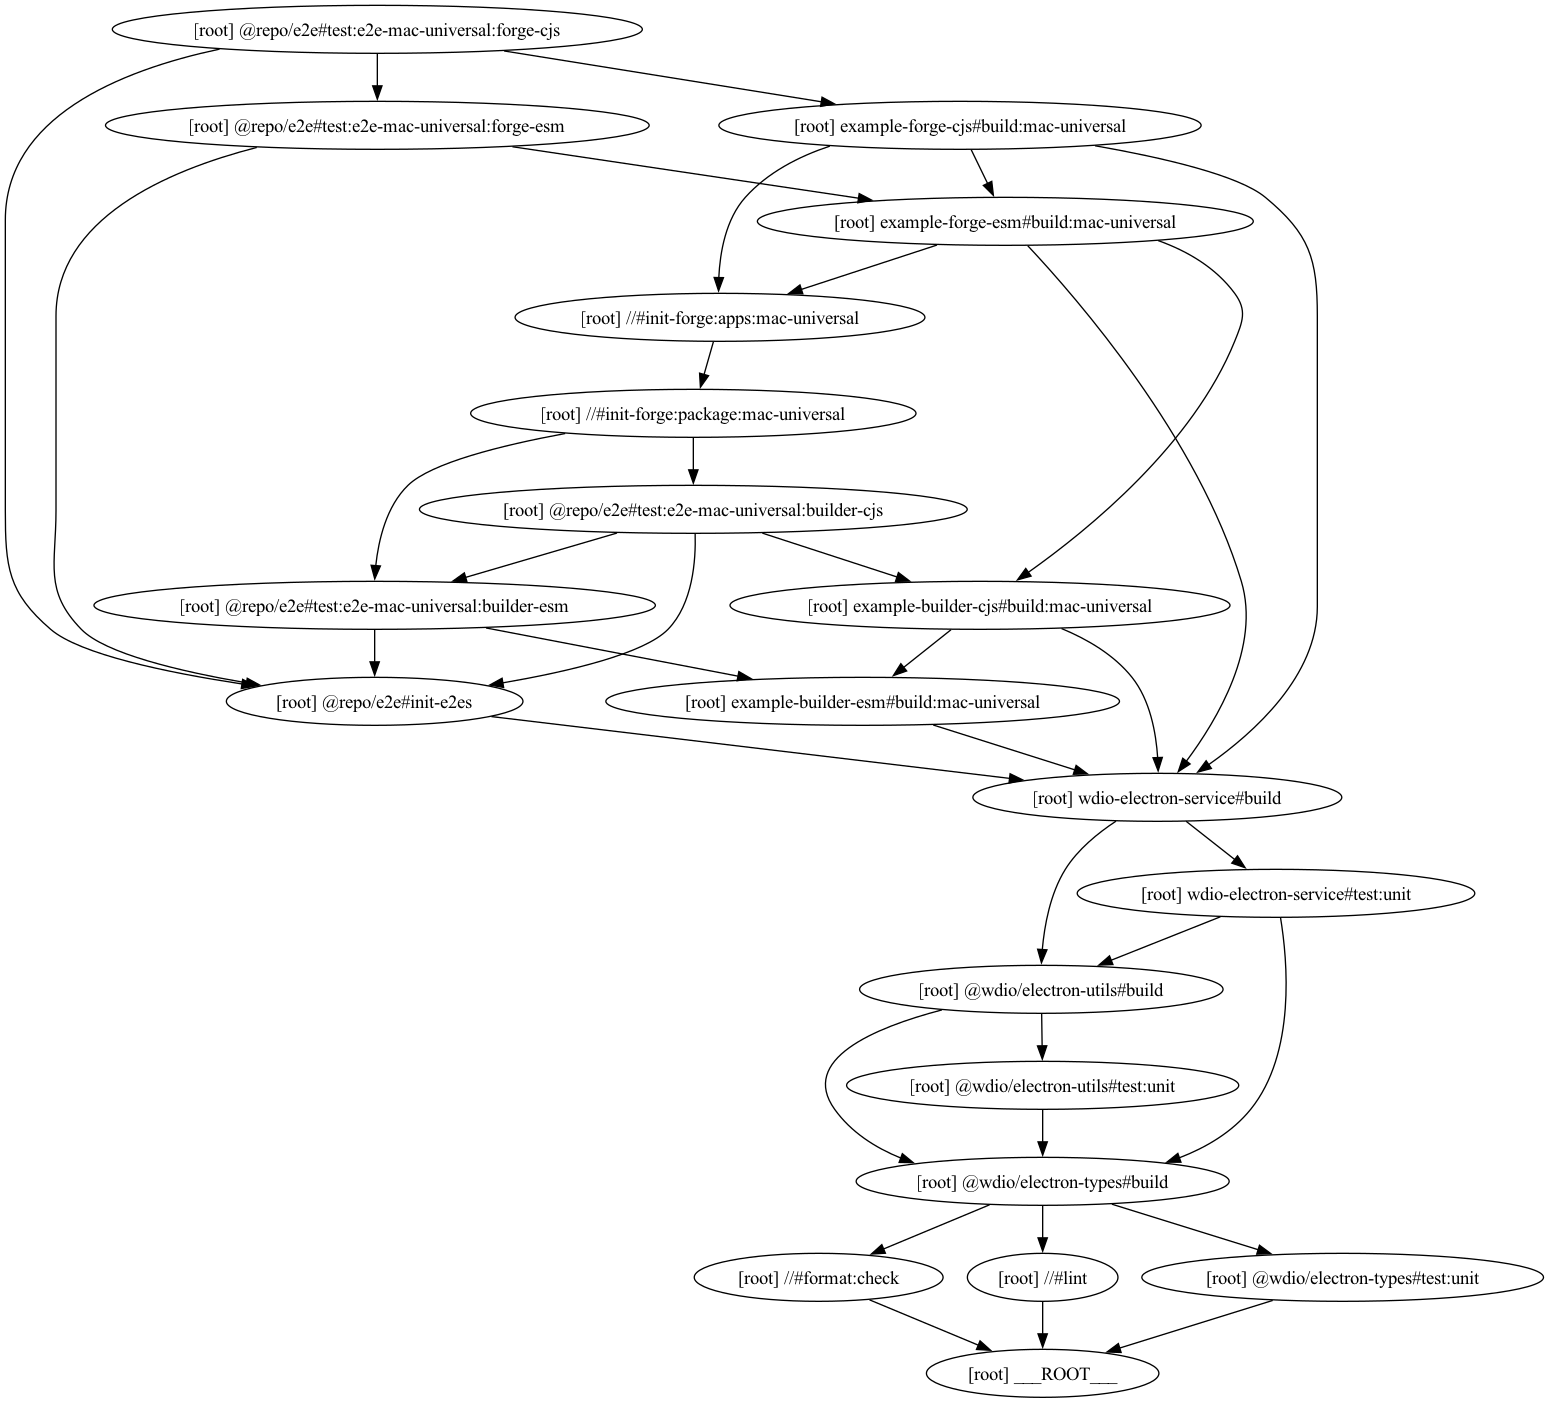 [root] @repo/e2e#test:e2e-mac-universal:forge-cjs
[root] @repo/e2e#test:e2e-mac-universal:forge-esm
[root] example-forge-cjs#build:mac-universal
[root] example-forge-esm#build:mac-universal
[root] //#init-forge:apps:mac-universal
[root] //#init-forge:package:mac-universal
[root] @repo/e2e#test:e2e-mac-universal:builder-cjs
[root] @repo/e2e#test:e2e-mac-universal:builder-esm
[root] example-builder-cjs#build:mac-universal
[root] @repo/e2e#init-e2es
[root] example-builder-esm#build:mac-universal
[root] wdio-electron-service#build
[root] wdio-electron-service#test:unit
[root] @wdio/electron-utils#build
[root] @wdio/electron-utils#test:unit
[root] @wdio/electron-types#build
[root] //#format:check
[root] //#lint
[root] @wdio/electron-types#test:unit
[root] ___ROOT___